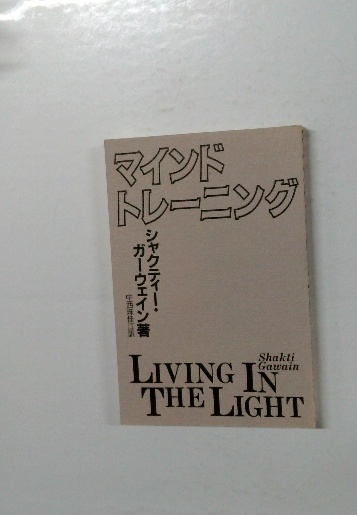 マインド
トレーニング
シャクティー・
ガーウェイン著
Shakti
Gawain
LIVING IN
THE LIGHT